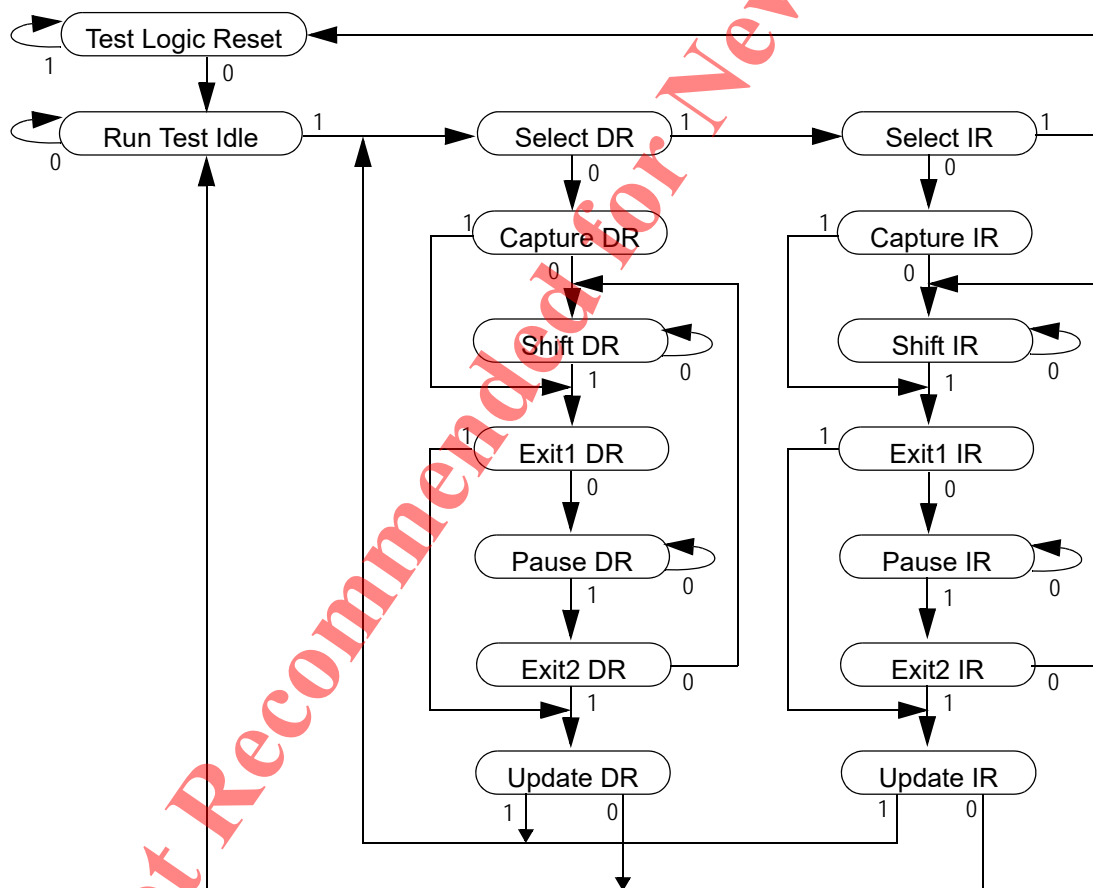 Test Logic Reset
1
0
Run Test Idle
0
1
Select DR
1
0
Select IR
1
0
Capture DR
1
0
Capture IR
1
0
Shift DR
0
1
Shift IR
0
1
Exit1 DR
1
0
Exit1 IR
1
0
Pause DR
0
1
Pause IR
0
1
Exit2 DR
0
1
Exit2 IR
0
1
Update DR
1
0
Update IR
1
0
Recommended for New